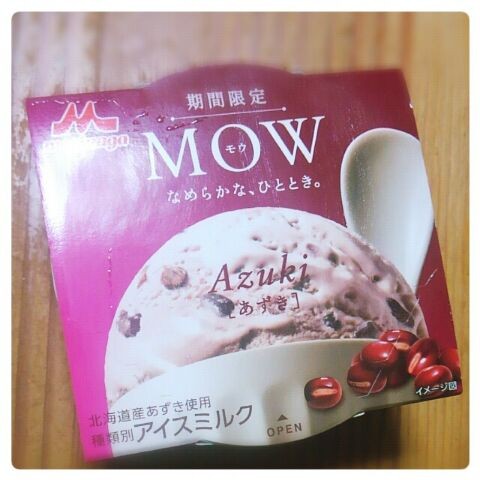 期間限定
morinaga
MOW
モウ
なめらかな、ひととき。
Azuki
[あずき]
イメージ図
北海道産あずき使用
種類別アイスミルク
OPEN